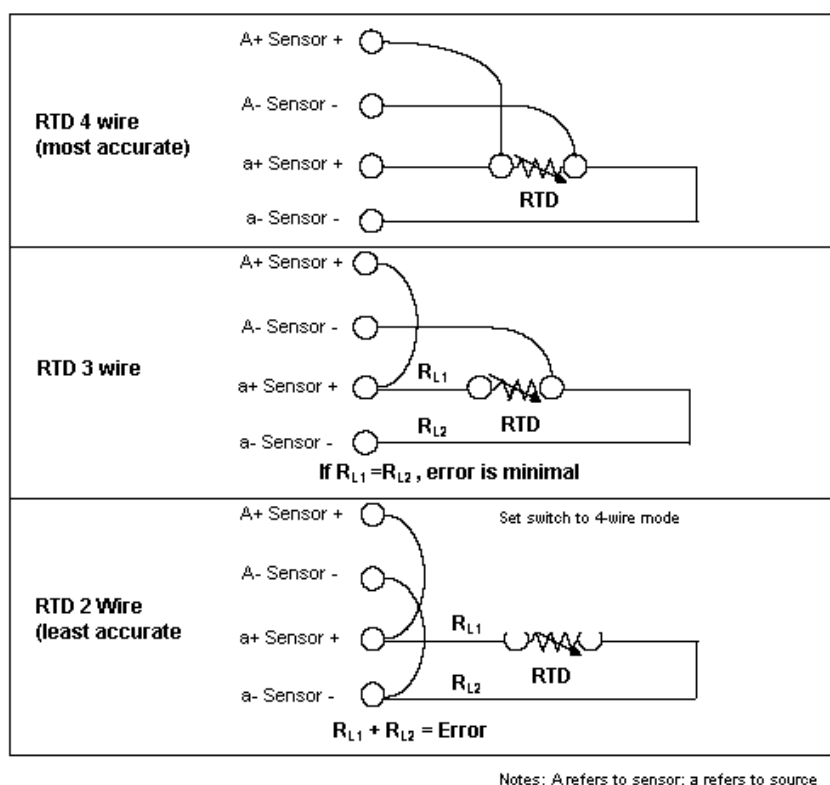 A+ Sensor +
A- Sensor -
RTD 4 wire
(most accurate)
a+ Sensor +
RTD
a- Sensor -
A+ Sensor +
A- Sensor -
RTD 3 wire
RL1
a+ Sensor +
RTD
RL2
a- Sensor -
If RL1 =RL2 , error is minimal
A+ Sensor +
Set switch to 4-wire mode
A- Sensor -
RTD 2 Wire
(least accurate
RL1
a+ Sensor +
RTD
RL2
a- Sensor -
RL1 + RL2 = Error
Notes: A refers to sensor; a refers to source